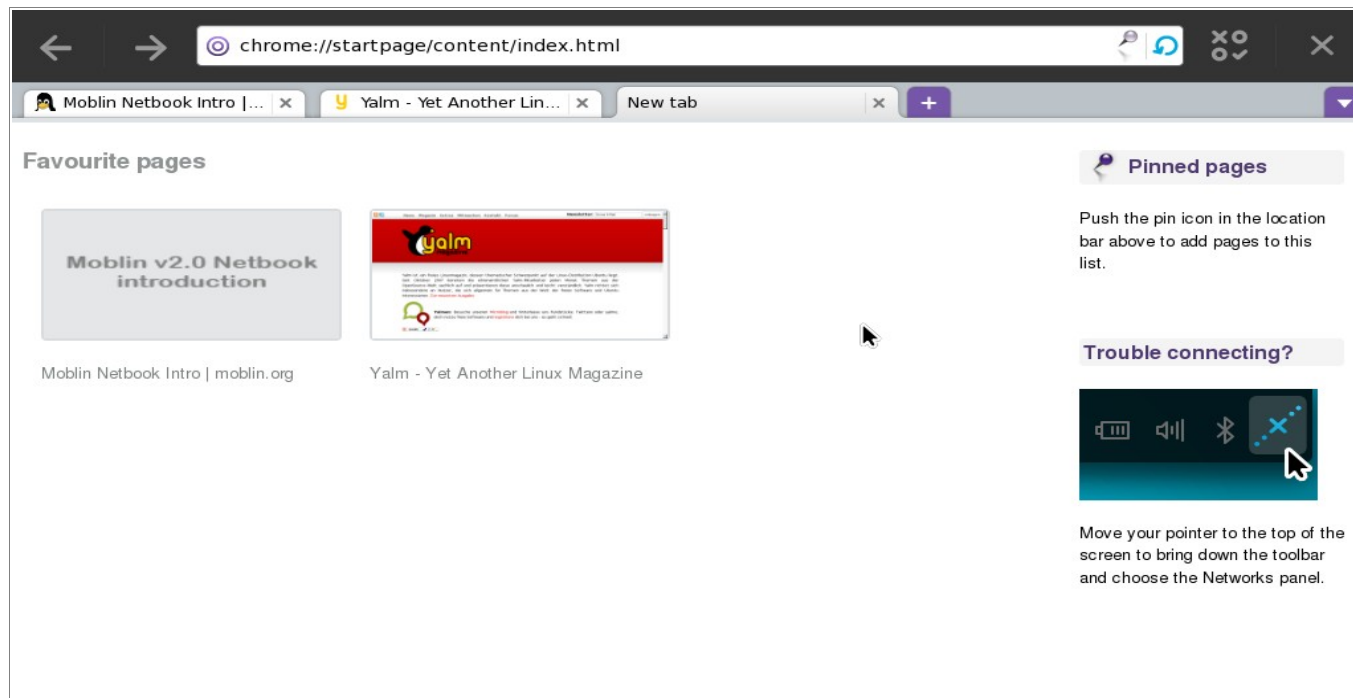 chrome://startpage/content/index.html
Moblin Netbook Intro |...
Yalm - Yet Another Lin...
New tab
Favourite pages
Moblin v2.0 Netbook
introduction
yalm
Moblin Netbook Intro | moblin.org
Yalm - Yet Another Linux Magazine
Pinned pages
Push the pin icon in the location
bar above to add pages to this
list.
Trouble connecting?
Move your pointer to the top of the
screen to bring down the toolbar
and choose the Networks panel.